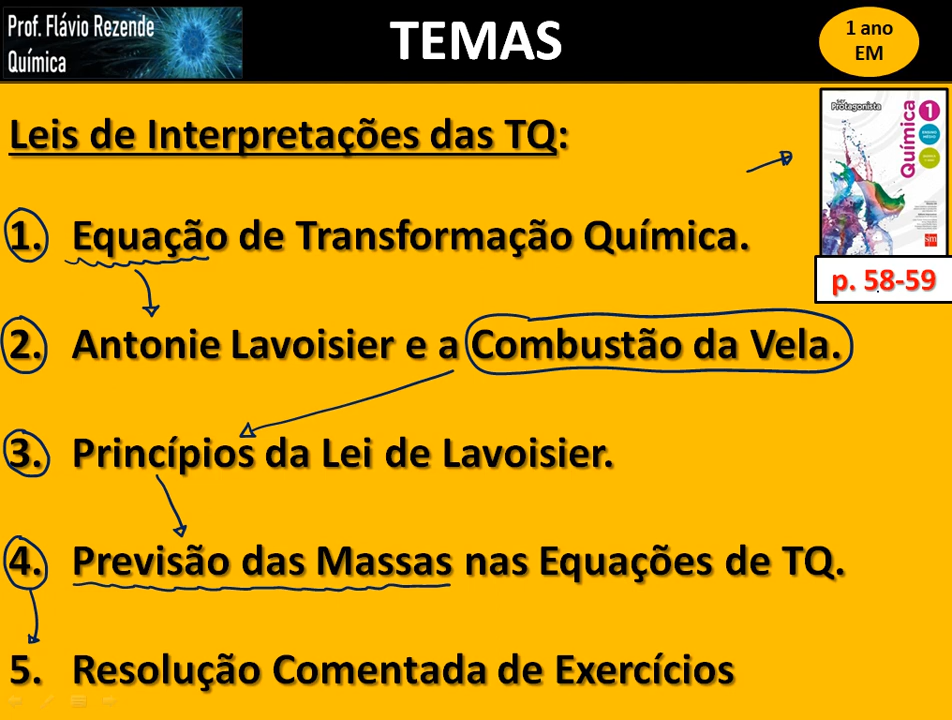 Prof. Flávio Rezende
Química
TEMAS
1 ano
EM
Leis de Interpretações das TQ:
Protagonista
Química 1
p. 58-59
1. Equação de Transformação Química.
2. Antonie Lavoisier e a Combustão da Vela.
3. Princípios da Lei de Lavoisier.
4. Previsão das Massas nas Equações de TQ.
5. Resolução Comentada de Exercícios